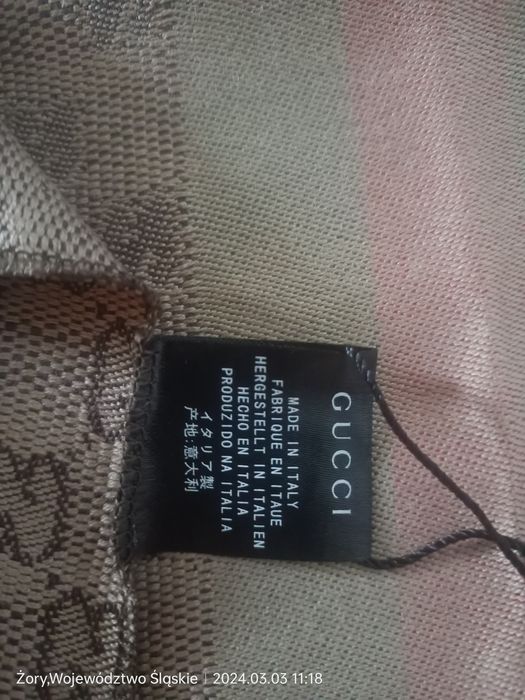 GUCCI
MADE IN ITALY
FABRIQUE EN ITAUE
HERGESTELLT IN ITALIEN
HECHO EN ITALIA
PRODUZIDO NA ITALIA
イタリア製
产地:意大利
Żory,Województwo Śląskie | 2024.03.03 11:18